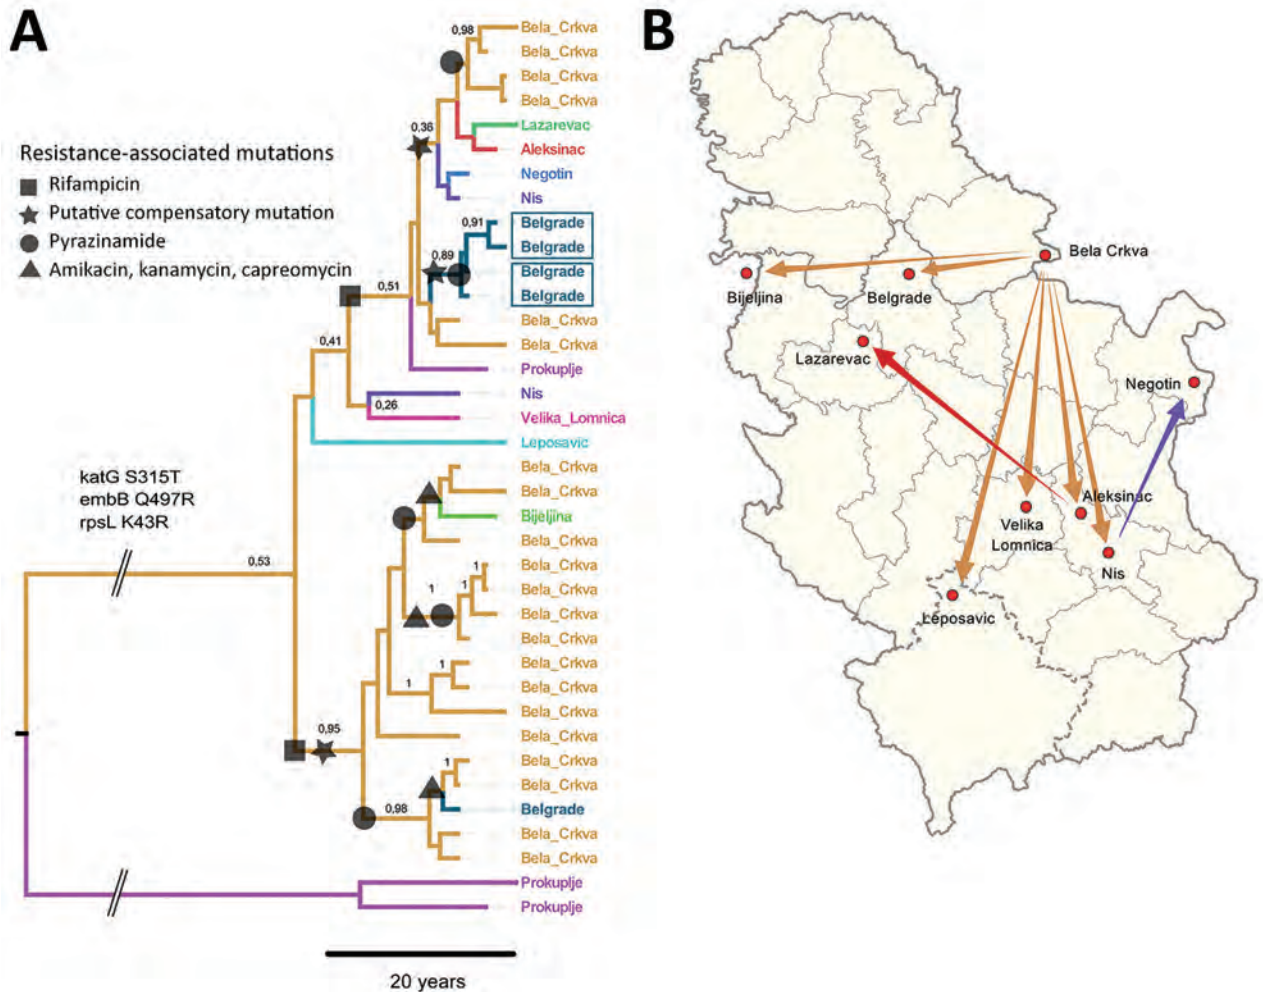 A
Resistance-associated mutations
Rifampicin
Putative compensatory mutation
Pyrazinamide
Amikacin, kanamycin, capreomycin
katG S315T
embB Q497R
rpsL K43R
0,98
0,36
0,91
0,89
0,51
0,41
0,26
0,53
1
1
1
1
0,95
1
0,98
Bela_Crkva
Bela_Crkva
Bela_Crkva
Bela_Crkva
Lazarevac
Aleksinac
Negotin
Nis
Belgrade
Belgrade
Belgrade
Belgrade
Bela_Crkva
Bela_Crkva
Prokuplje
Nis
Velika_Lomnica
Leposavic
Bela_Crkva
Bela_Crkva
Bijeljina
Bela_Crkva
Bela_Crkva
Bela_Crkva
Bela_Crkva
Bela_Crkva
Bela_Crkva
Bela_Crkva
Bela_Crkva
Bela_Crkva
Bela_Crkva
Bela_Crkva
Belgrade
Bela_Crkva
Bela_Crkva
Prokuplje
Prokuplje
20 years
B
Bela Crkva
Bijeljina
Belgrade
Lazarevac
Negotin
Aleksinac
Velika
Lomnica
Nis
Leposavic